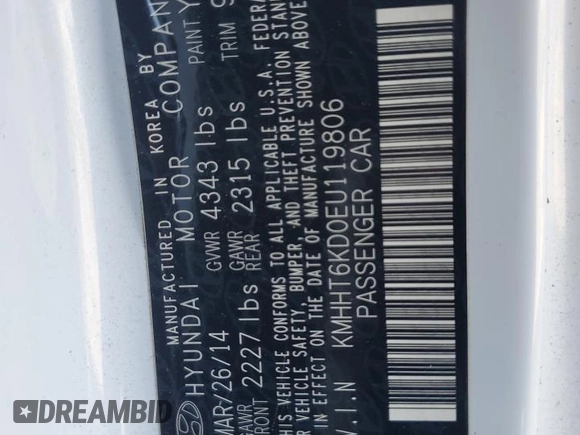 MANUFACTURED IN KOREA BY
HYUNDAI MOTOR COMPANY
MAR/26/14 GVWR 4343 lbs PAINT
GAWR FRONT 2227 lbs GAWR REAR 2315 lbs TRIM
THIS VEHICLE CONFORMS TO ALL APPLICABLE U.S.A. FEDERAL
VEHICLE SAFETY, BUMPER, AND THEFT PREVENTION
IN EFFECT ON THE DATE OF MANUFACTURE SHOWN ABOVE
V.I.N KMHHT6KD0EU119806
PASSENGER CAR
DREAMBID